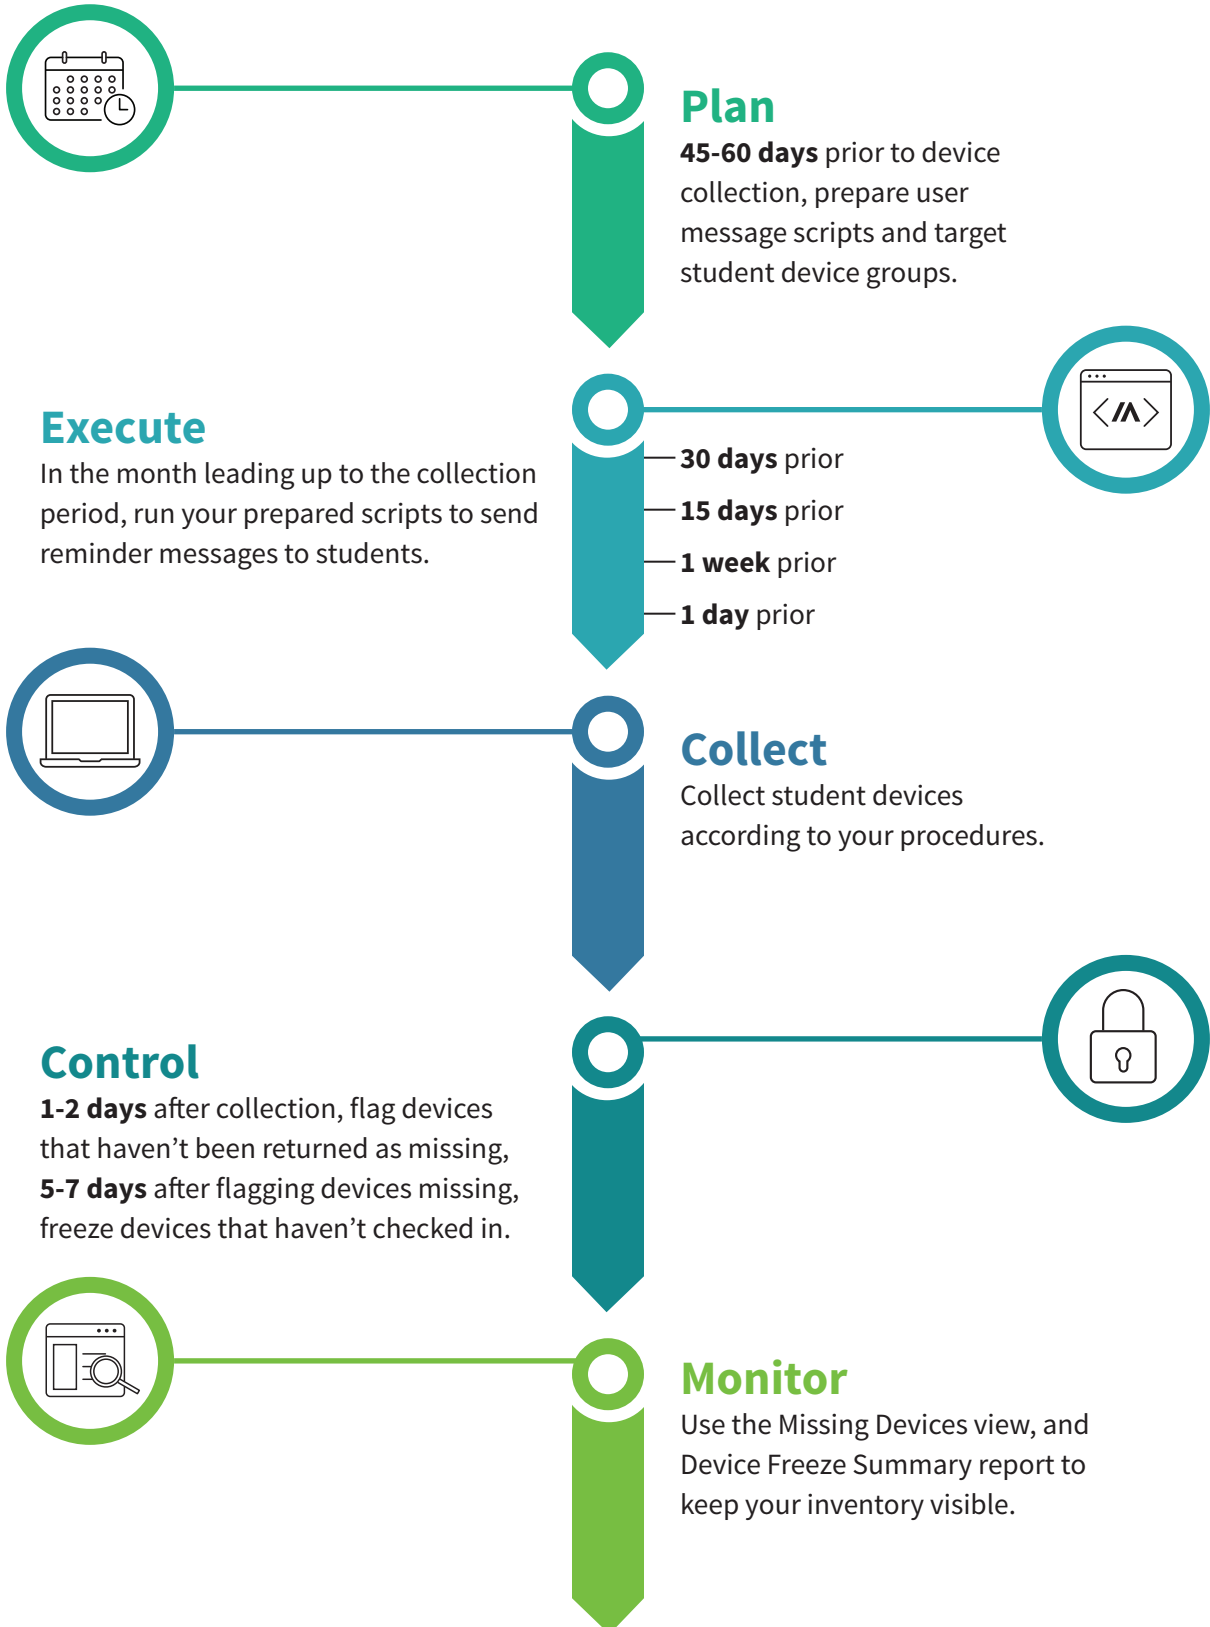 Plan
45-60 days prior to device
collection, prepare user
message scripts and target
student device groups.
Execute
In the month leading up to the collection
period, run your prepared scripts to send
reminder messages to students.
30 days prior
15 days prior
1 week prior
1 day prior
Collect
Collect student devices
according to your procedures.
Control
1-2 days after collection, flag devices
that haven’t been returned as missing,
5-7 days after flagging devices missing,
freeze devices that haven’t checked in.
Monitor
Use the Missing Devices view, and
Device Freeze Summary report to
keep your inventory visible.